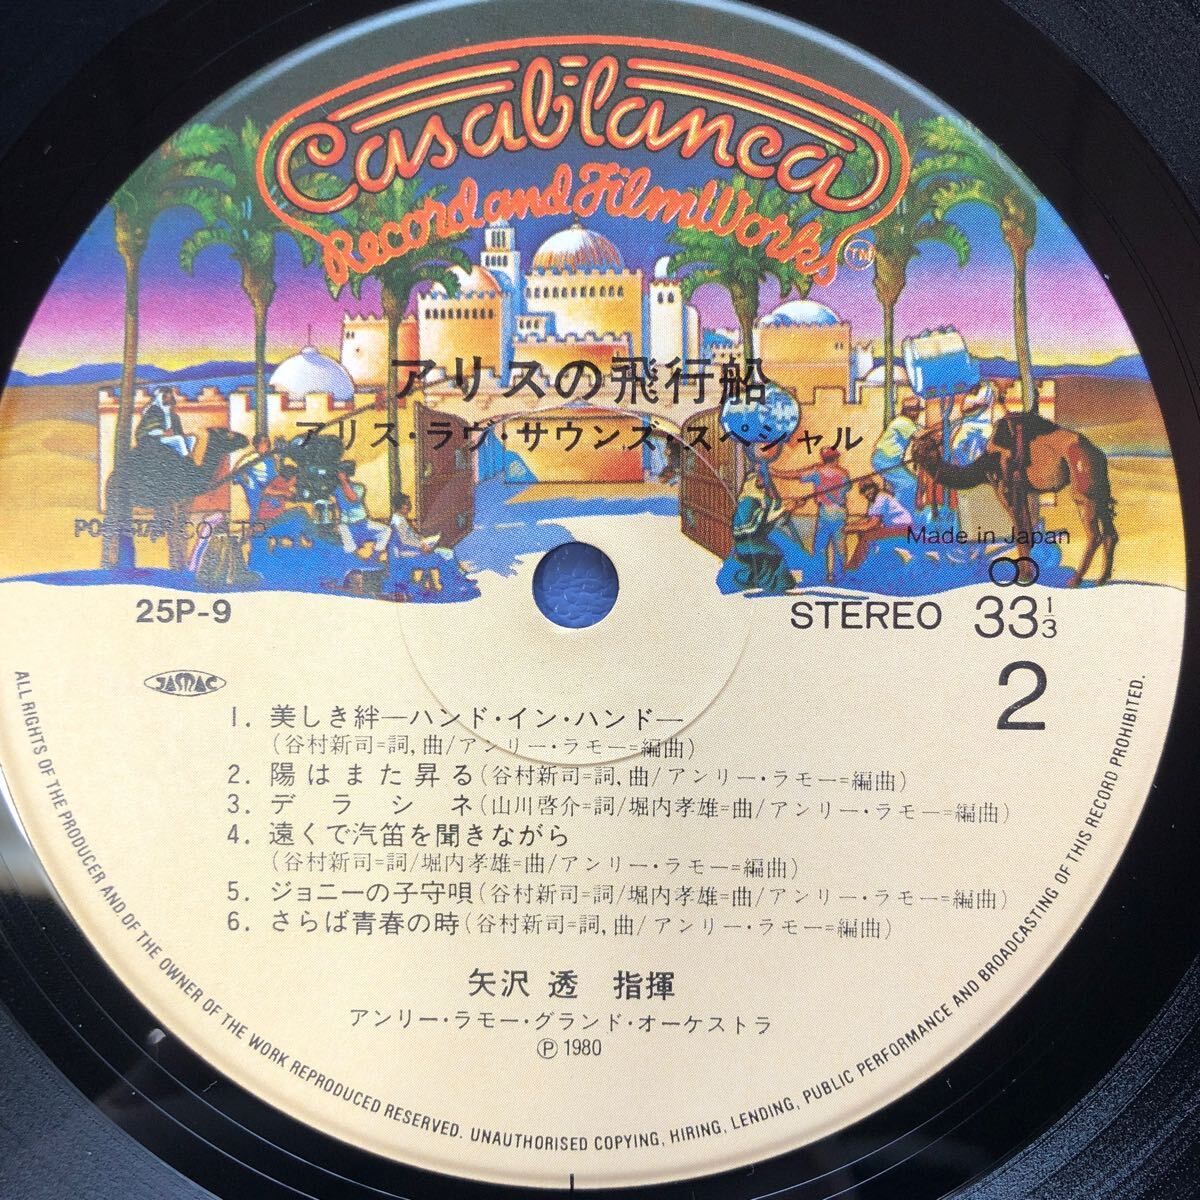 Casablanca
Record and FilmWorks
TM
アリスの飛行船
アリス・ラヴ・サウンズ・スペシャル
CO., LTD.
Made in Japan
25P-9
STEREO 33 1/3
JASRAC
2
1. 美しき絆―ハンド・イン・ハンド―
(谷村新司=詞,曲/アンリー・ラモー=編曲)
2. 陽はまた昇る(谷村新司=詞,曲/アンリー・ラモー=編曲)
3. デラシネ(山川啓介=詞/堀内孝雄=曲/アンリー・ラモー=編曲)
4. 遠くで汽笛を聞きながら
(谷村新司=詞/堀内孝雄=曲/アンリー・ラモー=編曲)
5. ジョニーの子守唄(谷村新司=詞/堀内孝雄=曲/アンリー・ラモー=編曲)
6. さらば青春の時(谷村新司=詞,曲/アンリー・ラモー=編曲)
矢沢 透 指揮
アンリー・ラモー・グランド・オーケストラ
Ⓟ 1980
ALL RIGHTS OF THE PRODUCER AND OF THE OWNER OF THE WORK REPRODUCED RESERVED. UNAUTHORISED COPYING, HIRING, LENDING, PUBLIC PERFORMANCE AND BROADCASTING OF THIS RECORD PROHIBITED.